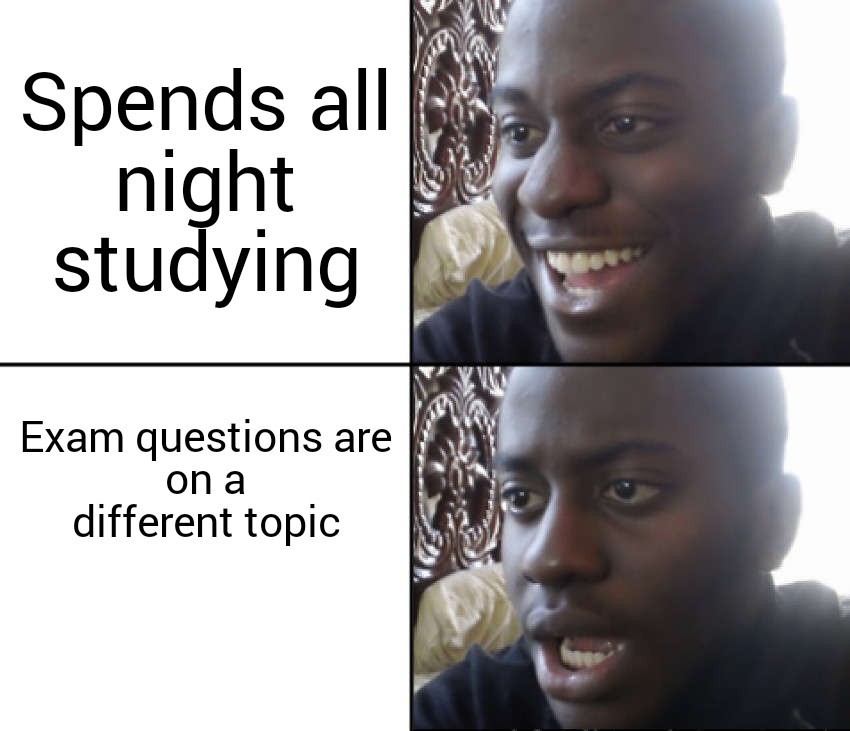 Spends all
night
studying
Exam questions are
on a
different topic